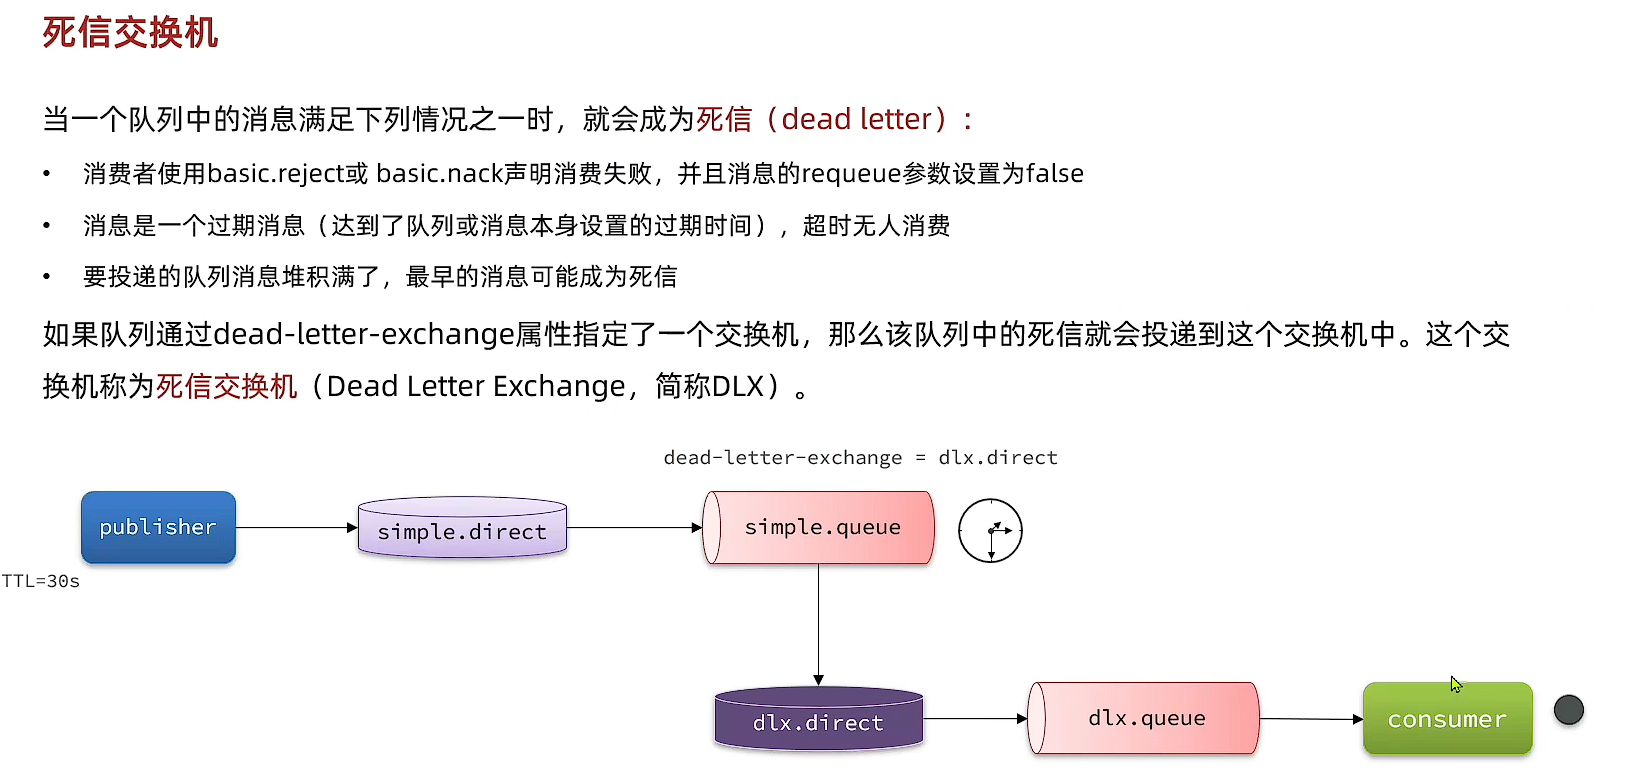 死信交换机
当一个队列中的消息满足下列情况之一时，就会成为死信（dead letter）：
• 消费者使用basic.reject或 basic.nack声明消费失败，并且消息的requeue参数设置为false
• 消息是一个过期消息（达到了队列或消息本身设置的过期时间），超时无人消费
• 要投递的队列消息堆积满了，最早的消息可能成为死信
如果队列通过dead-letter-exchange属性指定了一个交换机，那么该队列中的死信就会投递到这个交换机中。这个交
换机称为死信交换机（Dead Letter Exchange，简称DLX）。
dead-letter-exchange = dlx.direct
publisher
simple.direct
simple.queue
TTL=30s
dlx.direct
dlx.queue
consumer